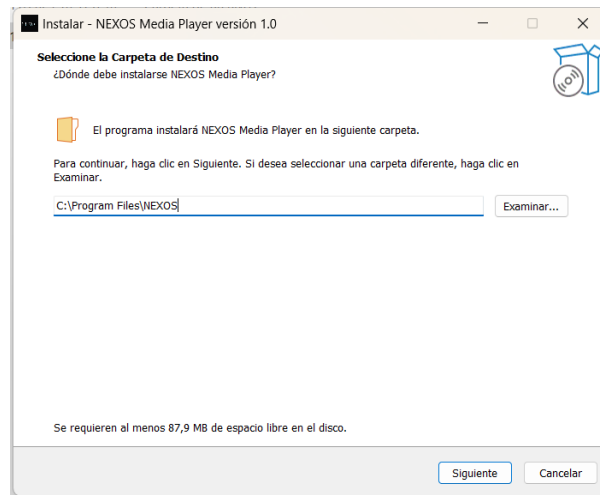 Instalar - NEXOS Media Player versión 1.0
Seleccione la Carpeta de Destino
¿Dónde debe instalarse NEXOS Media Player?
El programa instalará NEXOS Media Player en la siguiente carpeta.
Para continuar, haga clic en Siguiente. Si desea seleccionar una carpeta diferente, haga clic en
Examinar.
C:\Program Files\NEXOS
Examinar...
Se requieren al menos 87,9 MB de espacio libre en el disco.
Siguiente
Cancelar